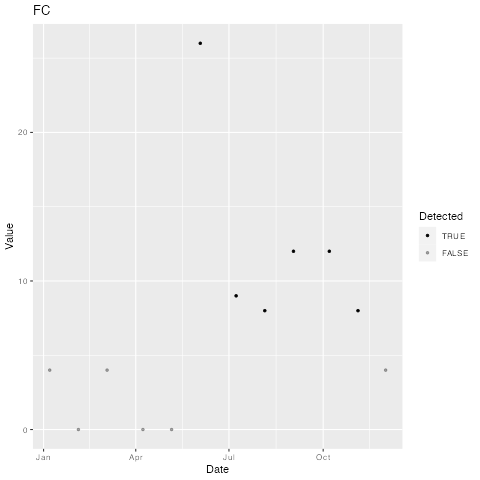 FC
Value
20
10
0
Jan
Apr
Jul
Oct
Date
Detected
TRUE
FALSE